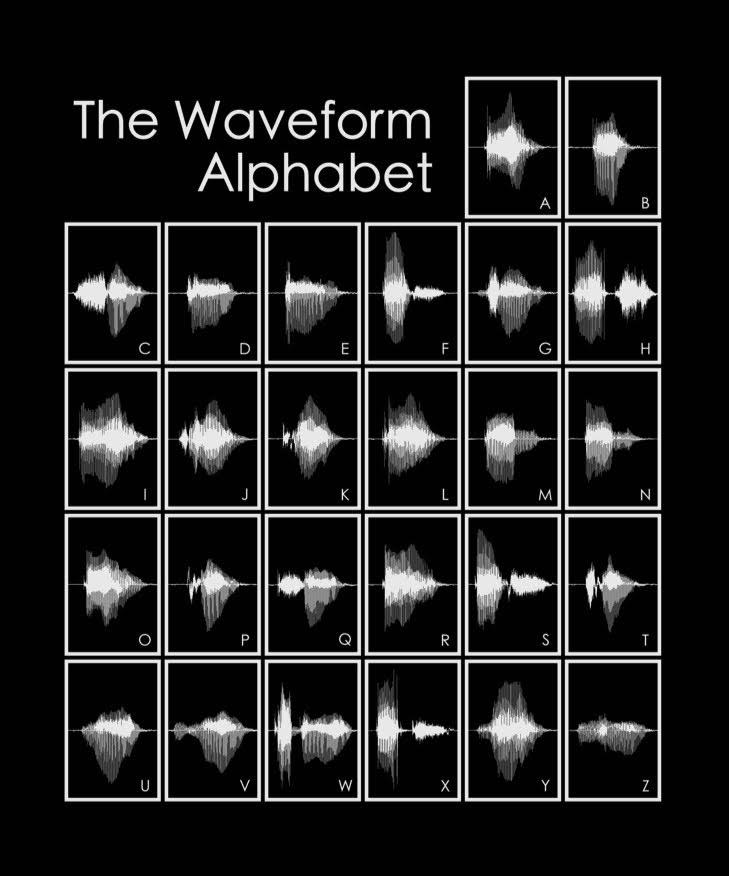 The Waveform
Alphabet
A B
C D E F G H
I J K L M N
O P Q R S T
U V W X Y Z